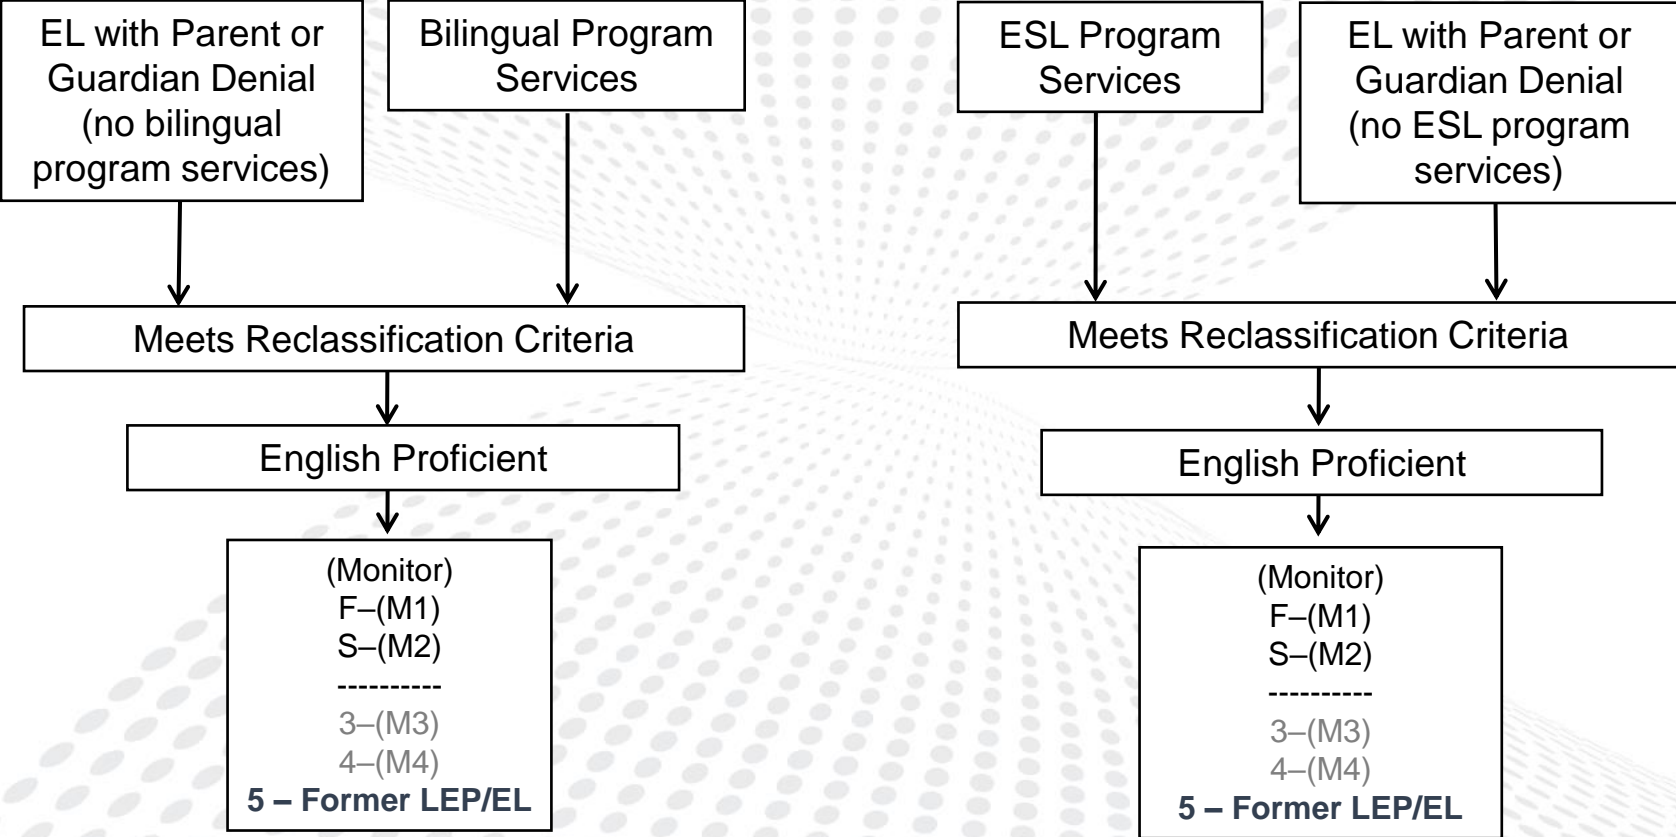 EL with Parent or
Guardian Denial
(no bilingual
program services)
Bilingual Program
Services
Meets Reclassification Criteria
English Proficient
(Monitor)
F–(M1)
S–(M2)
----------
3–(M3)
4–(M4)
5 – Former LEP/EL
ESL Program
Services
EL with Parent or
Guardian Denial
(no ESL program
services)
Meets Reclassification Criteria
English Proficient
(Monitor)
F–(M1)
S–(M2)
----------
3–(M3)
4–(M4)
5 – Former LEP/EL